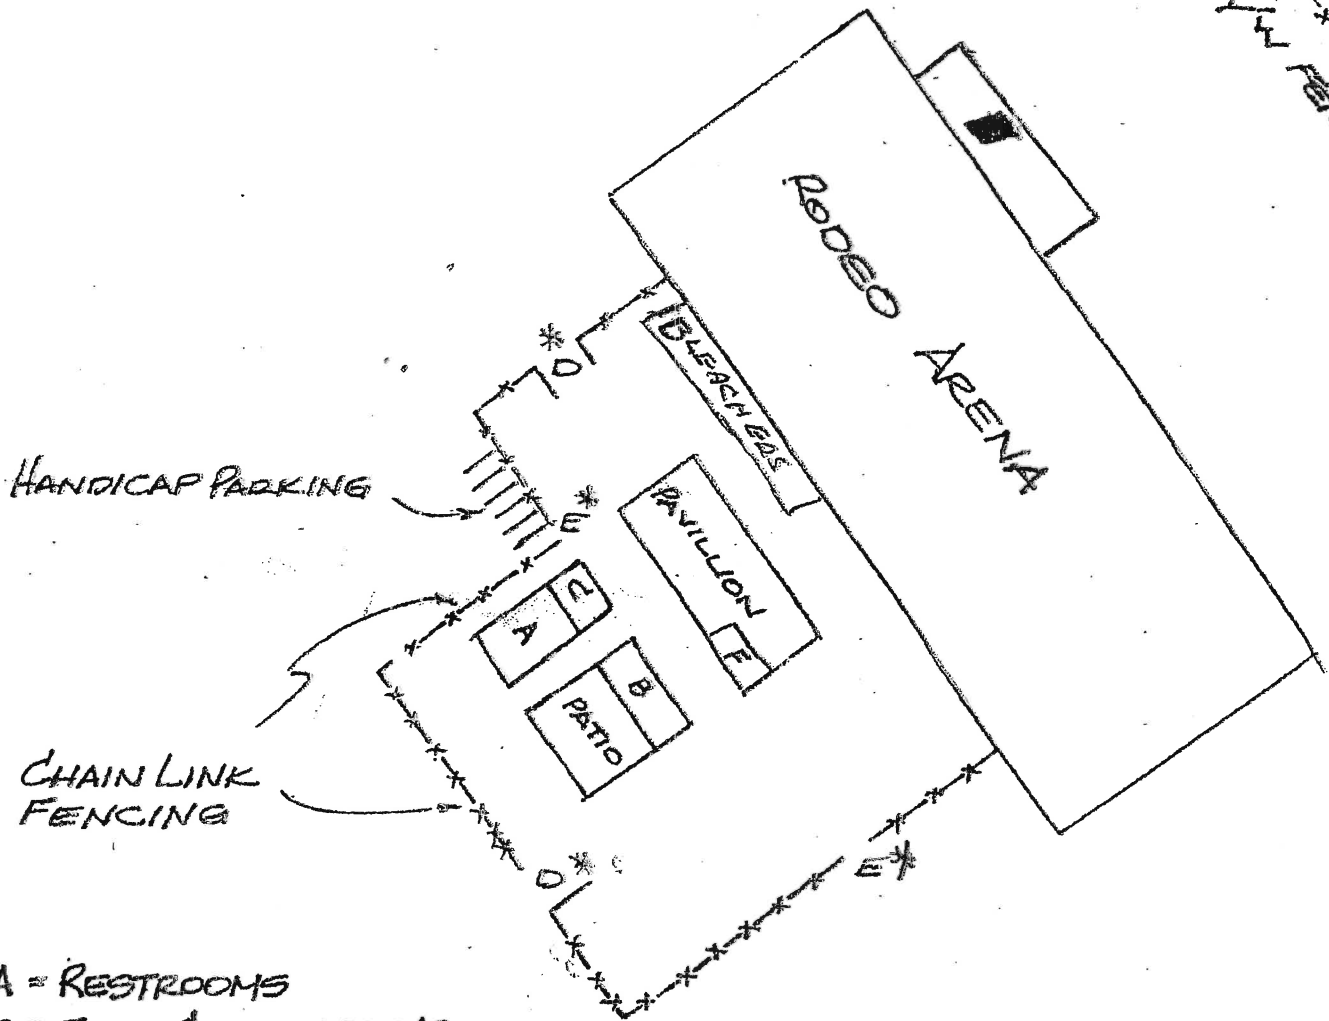 RODEO ARENA
BLEACHERS
* D
HANDICAP PARKING
E *
PAVILLION
C
A
F
B
PATIO
CHAIN LINK
FENCING
D *
E *
A = RESTROOMS